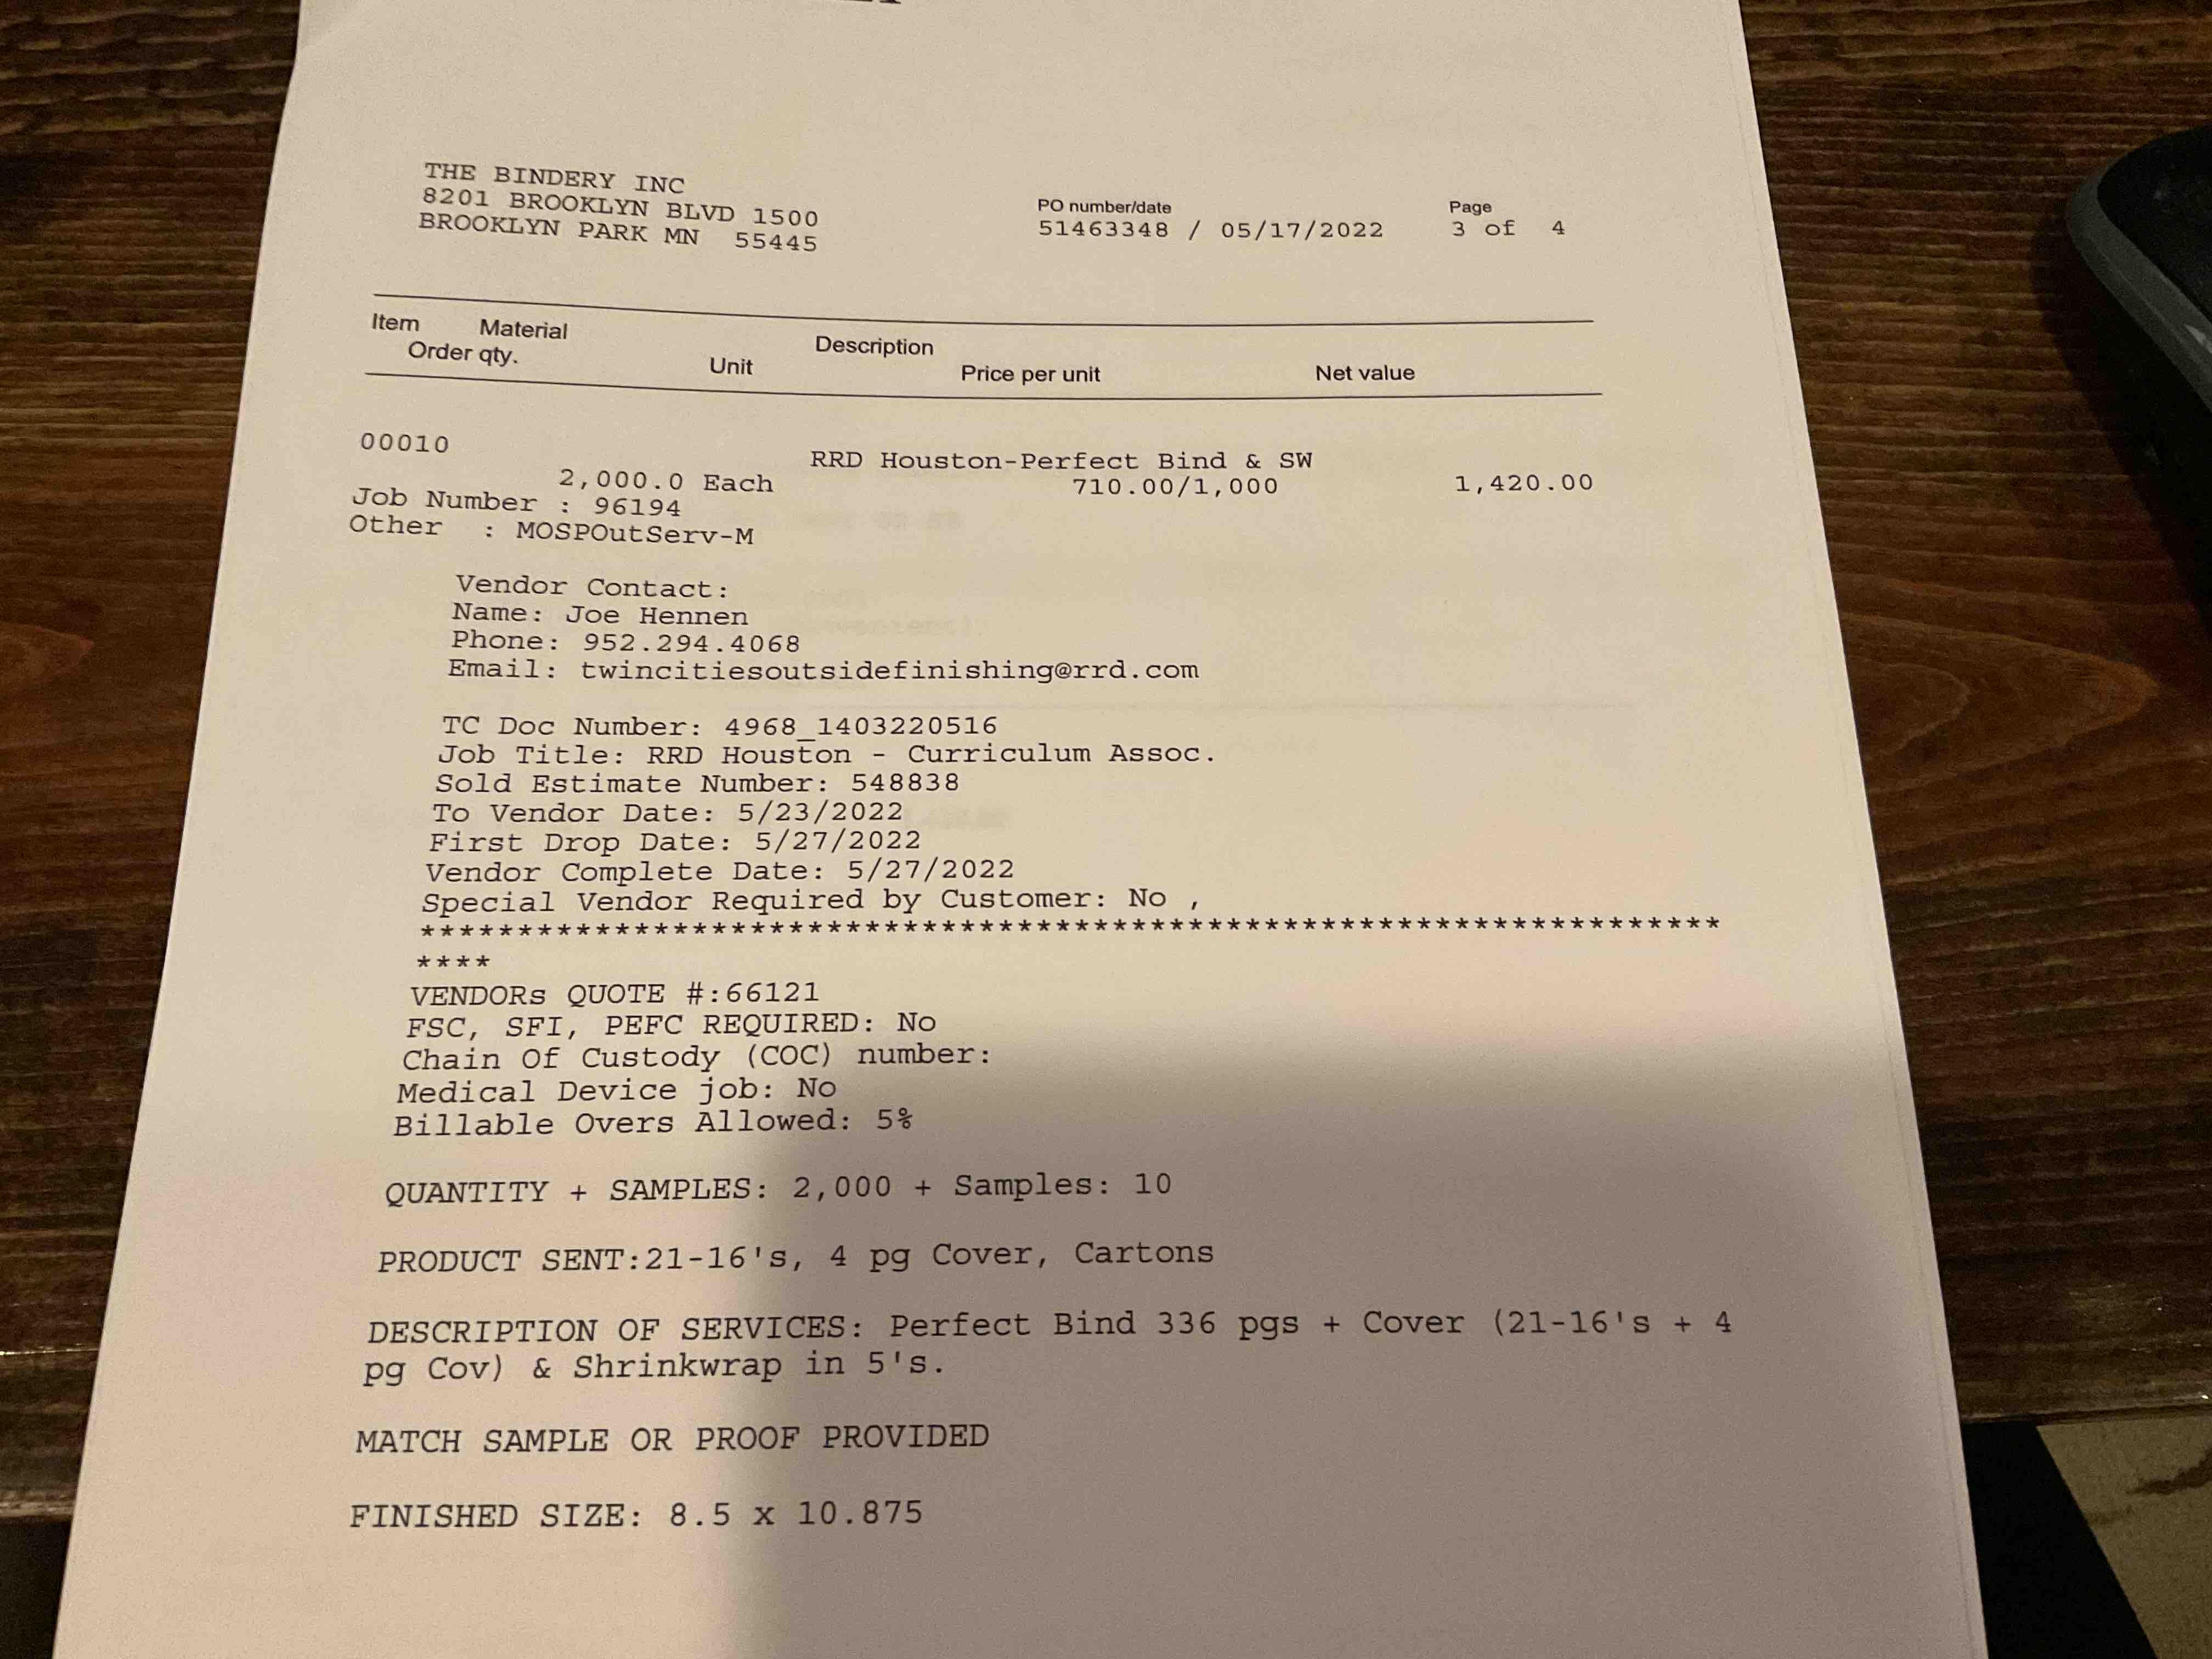 THE BINDERY INC
8201 BROOKLYN BLVD 1500
BROOKLYN PARK MN 55445
PO number/date
51463348 / 05/17/2022
Page
3 of 4
Item Material Description
Order qty. Unit Price per unit Net value
00010 RRD Houston-Perfect Bind & SW
2,000.0 Each 710.00/1,000 1,420.00
Job Number : 96194
Other : MOSPOutServ-M
Vendor Contact:
Name: Joe Hennen
Phone: 952.294.4068
Email: twincitiesoutsidefinishing@rrd.com
TC Doc Number: 4968_1403220516
Job Title: RRD Houston - Curriculum Assoc.
Sold Estimate Number: 548838
To Vendor Date: 5/23/2022
First Drop Date: 5/27/2022
Vendor Complete Date: 5/27/2022
Special Vendor Required by Customer: No ,
*******************************************************************
****
VENDORs QUOTE #:66121
FSC, SFI, PEFC REQUIRED: No
Chain Of Custody (COC) number:
Medical Device job: No
Billable Overs Allowed: 5%
QUANTITY + SAMPLES: 2,000 + Samples: 10
PRODUCT SENT:21-16's, 4 pg Cover, Cartons
DESCRIPTION OF SERVICES: Perfect Bind 336 pgs + Cover (21-16's + 4
pg Cov) & Shrinkwrap in 5's.
MATCH SAMPLE OR PROOF PROVIDED
FINISHED SIZE: 8.5 x 10.875